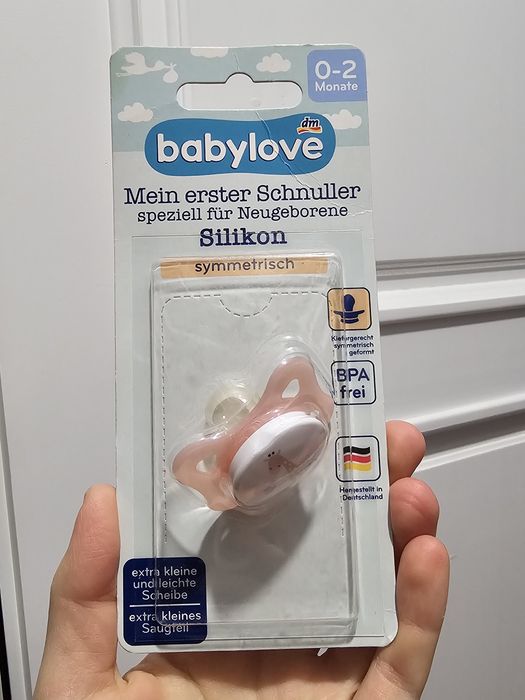 0-2
Monate
dm
babylove
Mein erster Schnuller
speziell für Neugeborene
Silikon
symmetrisch
Kiefergerecht
symmetrisch
geformt
BPA
frei
Hergestellt in
Deutschland
extra kleine
und leichte
Scheibe
extra kleines
Saugteil